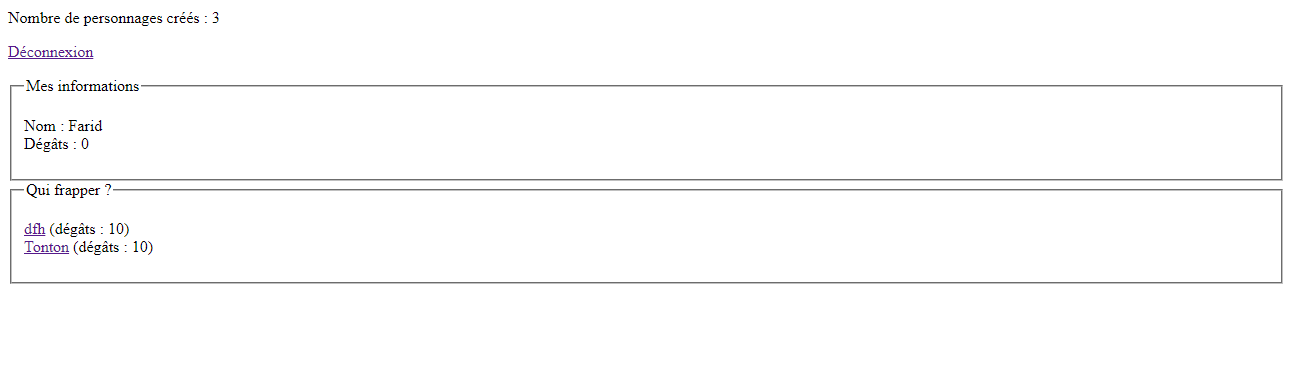 Nombre de personnages créés : 3
Déconnexion
Mes informations
Nom : Farid
Dégâts : 0
Qui frapper ?
dfh (dégâts : 10)
Tonton (dégâts : 10)